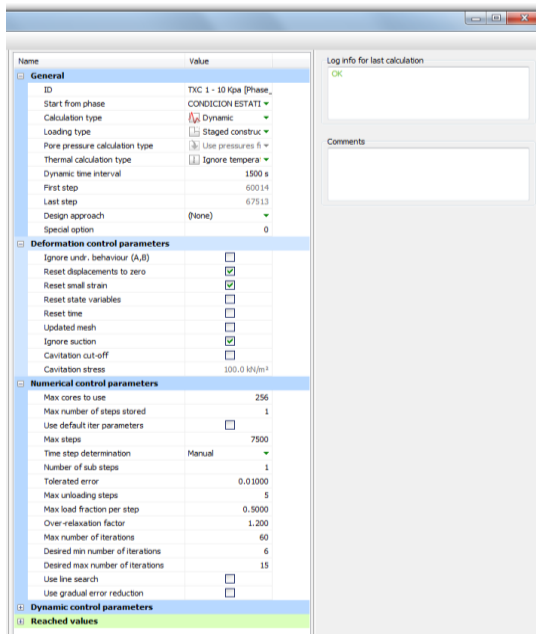 Name Value
General
ID TXC 1 - 10 Kpa [Phase_
Start from phase CONDICION ESTATI
Calculation type Dynamic
Loading type Staged construc
Pore pressure calculation type Use pressures fi
Thermal calculation type Ignore tempera
Dynamic time interval 1500 s
First step 60014
Last step 67513
Design approach (None)
Special option 0
Deformation control parameters
Ignore undr. behaviour (A,B)
Reset displacements to zero
Reset small strain
Reset state variables
Reset time
Updated mesh
Ignore suction
Cavitation cut-off
Cavitation stress 100.0 kN/m²
Numerical control parameters
Max cores to use 256
Max number of steps stored 1
Use default iter parameters
Max steps 7500
Time step determination Manual
Number of sub steps 1
Tolerated error 0.01000
Max unloading steps 5
Max load fraction per step 0.5000
Over-relaxation factor 1.200
Max number of iterations 60
Desired min number of iterations 6
Desired max number of iterations 15
Use line search
Use gradual error reduction
Dynamic control parameters
Reached values
Log info for last calculation
OK
Comments